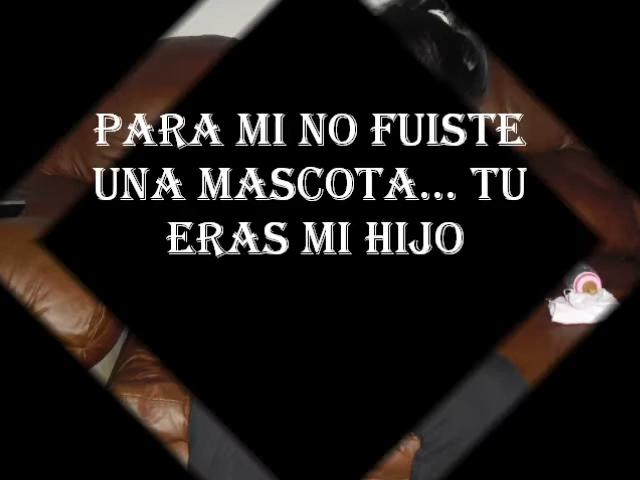 PARA MI NO FUISTE
UNA MASCOTA... TU
ERAS MI HIJO